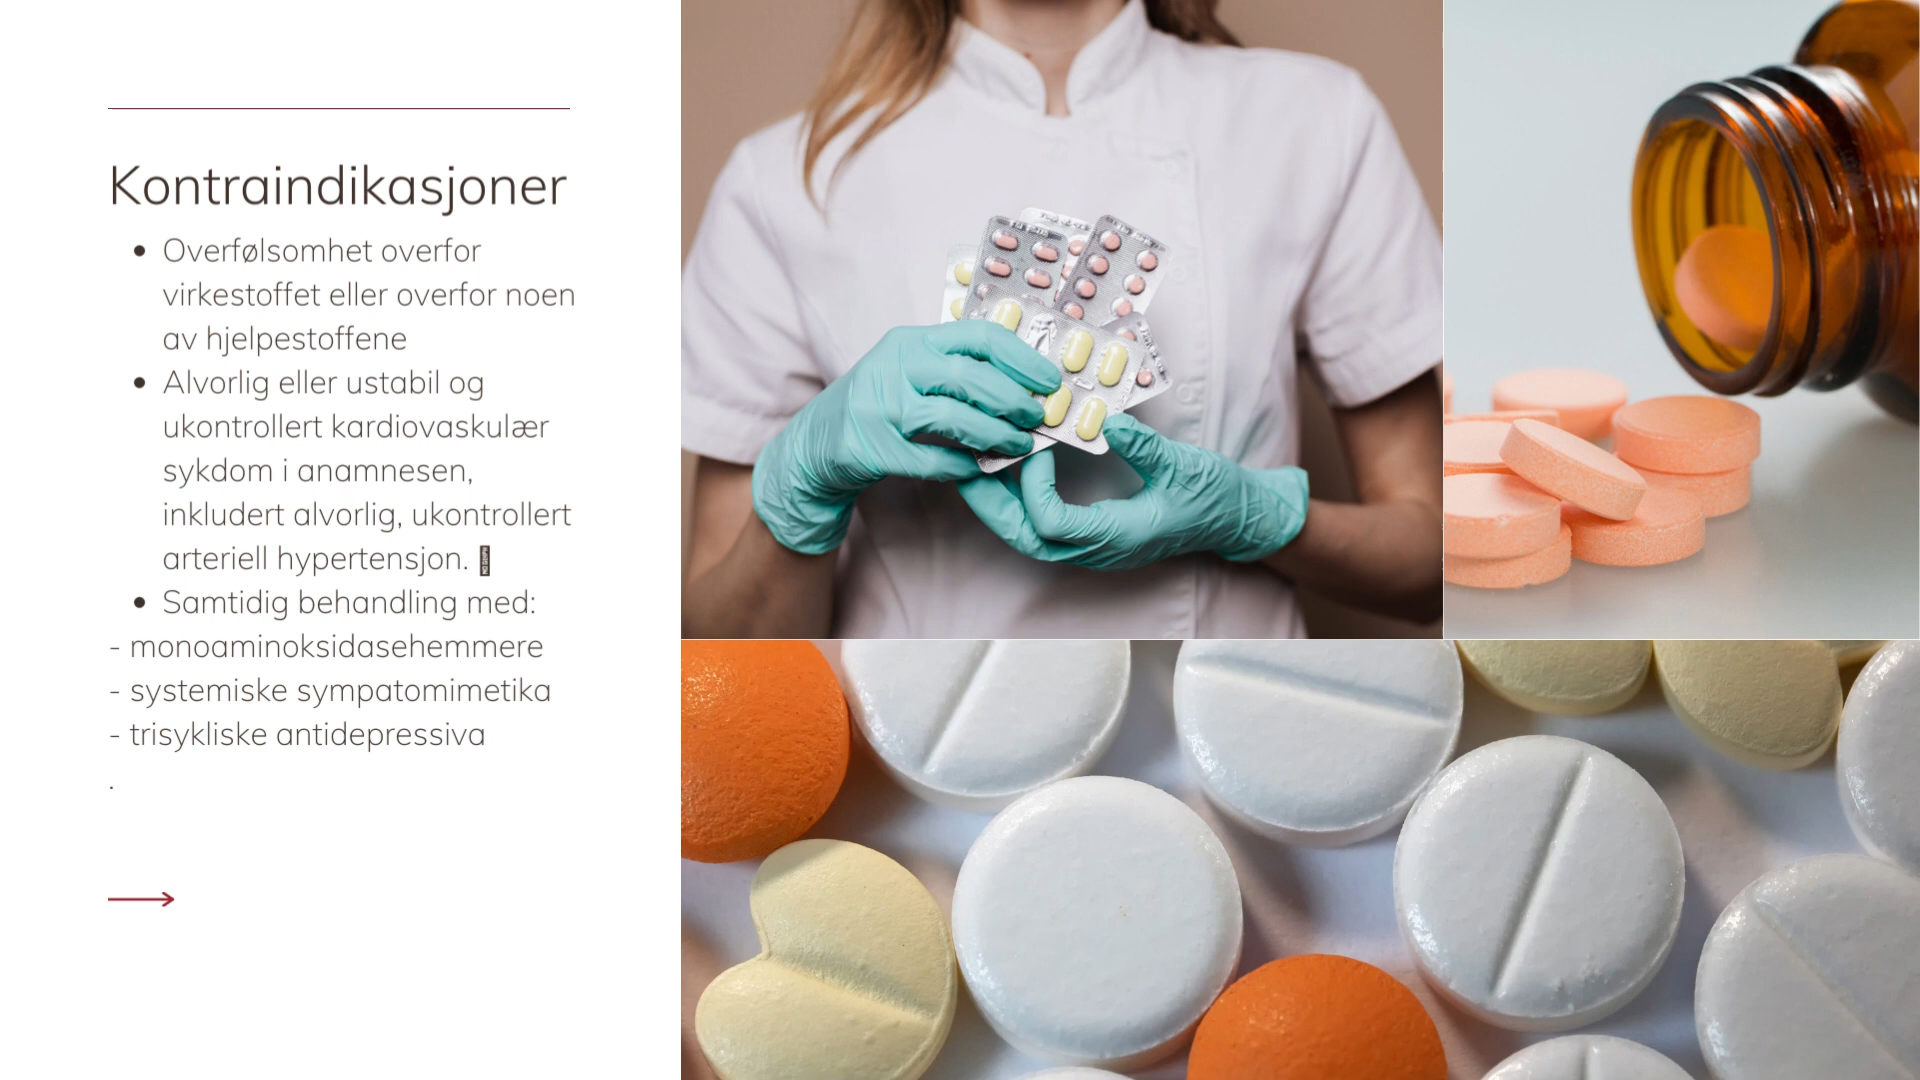 Kontraindikasjoner
• Overfølsomhet overfor
virkestoffet eller overfor noen
av hjelpestoffene
• Alvorlig eller ustabil og
ukontrollert kardiovaskulær
sykdom i anamnesen,
inkludert alvorlig, ukontrollert
arteriell hypertensjon.
• Samtidig behandling med:
- monoaminoksidasehemmere
- systemiske sympatomimetika
- trisykliske antidepressiva
.